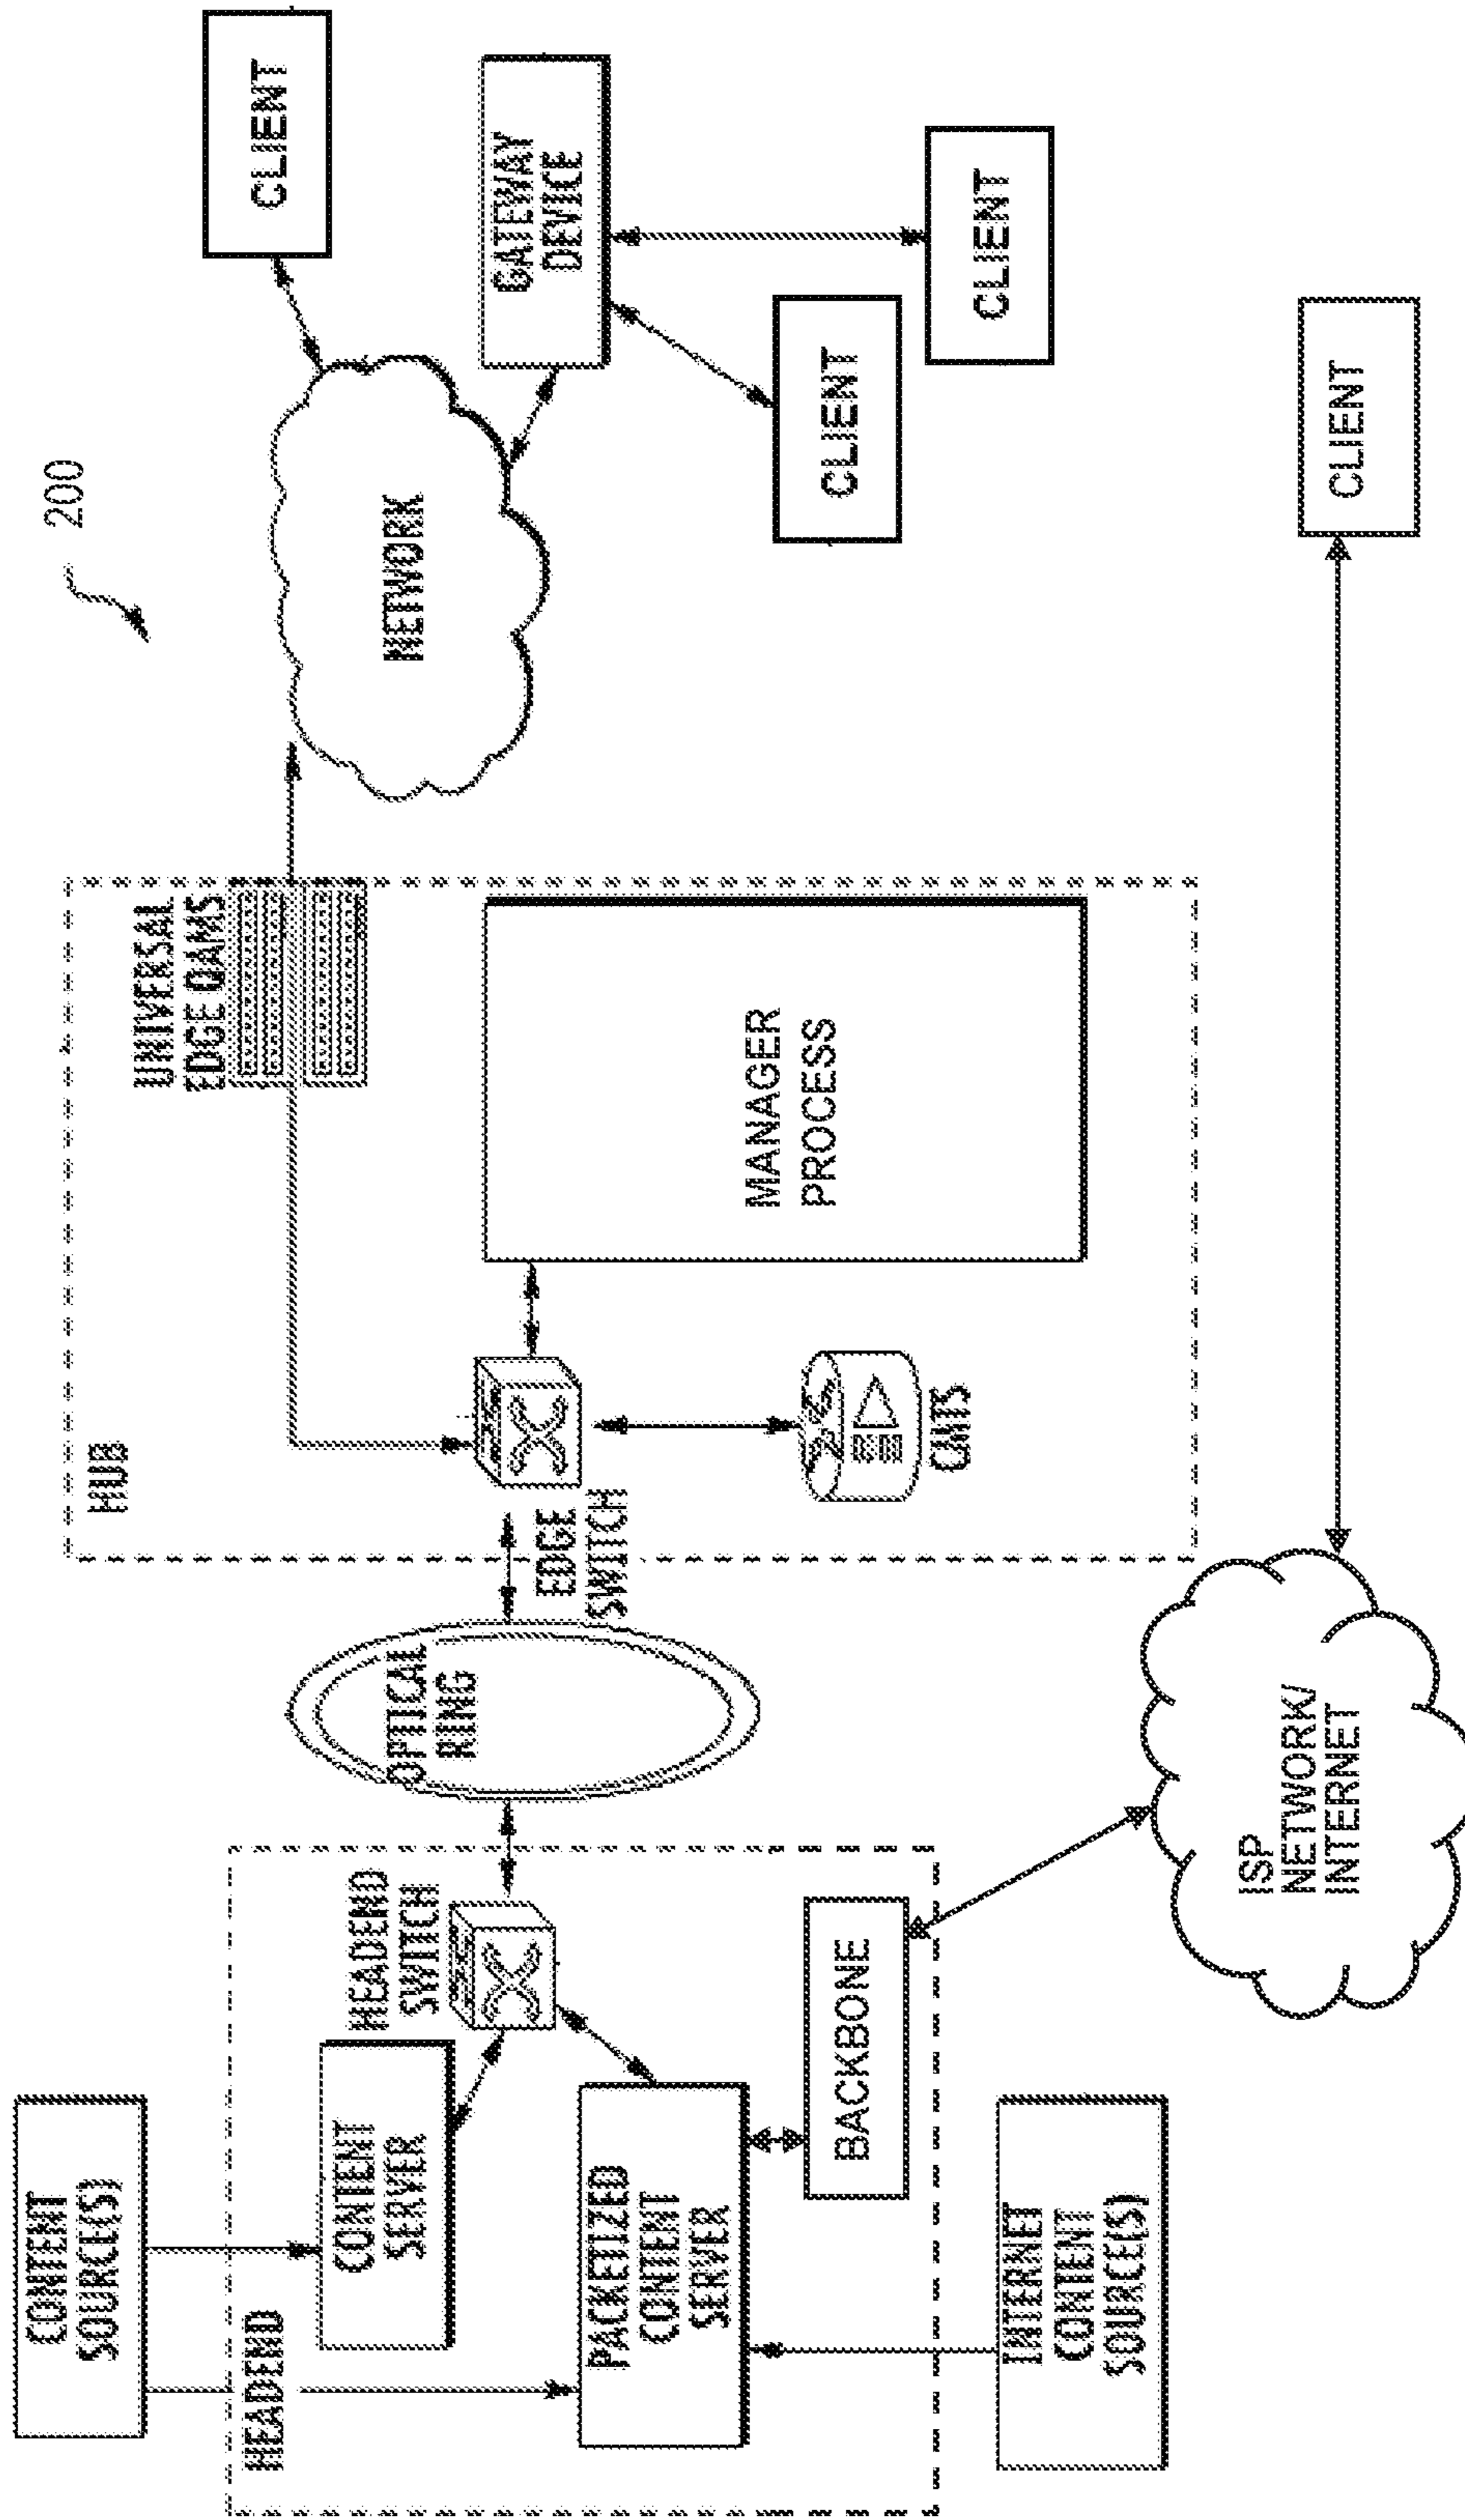 200
CONTENT
SOURCE(S)
HEADEND
CONTENT
SERVER
HEADEND
SWITCH
PACKETIZED
CONTENT
SERVER
BACKBONE
INTERNET
CONTENT
SOURCE(S)
OPTICAL
RING
HUB
EDGE
SWITCH
UNIVERSAL
EDGE QAMS
MANAGER
PROCESS
CMTS
NETWORK
CLIENT
GATEWAY
DEVICE
CLIENT
CLIENT
ISP
NETWORK/
INTERNET
CLIENT